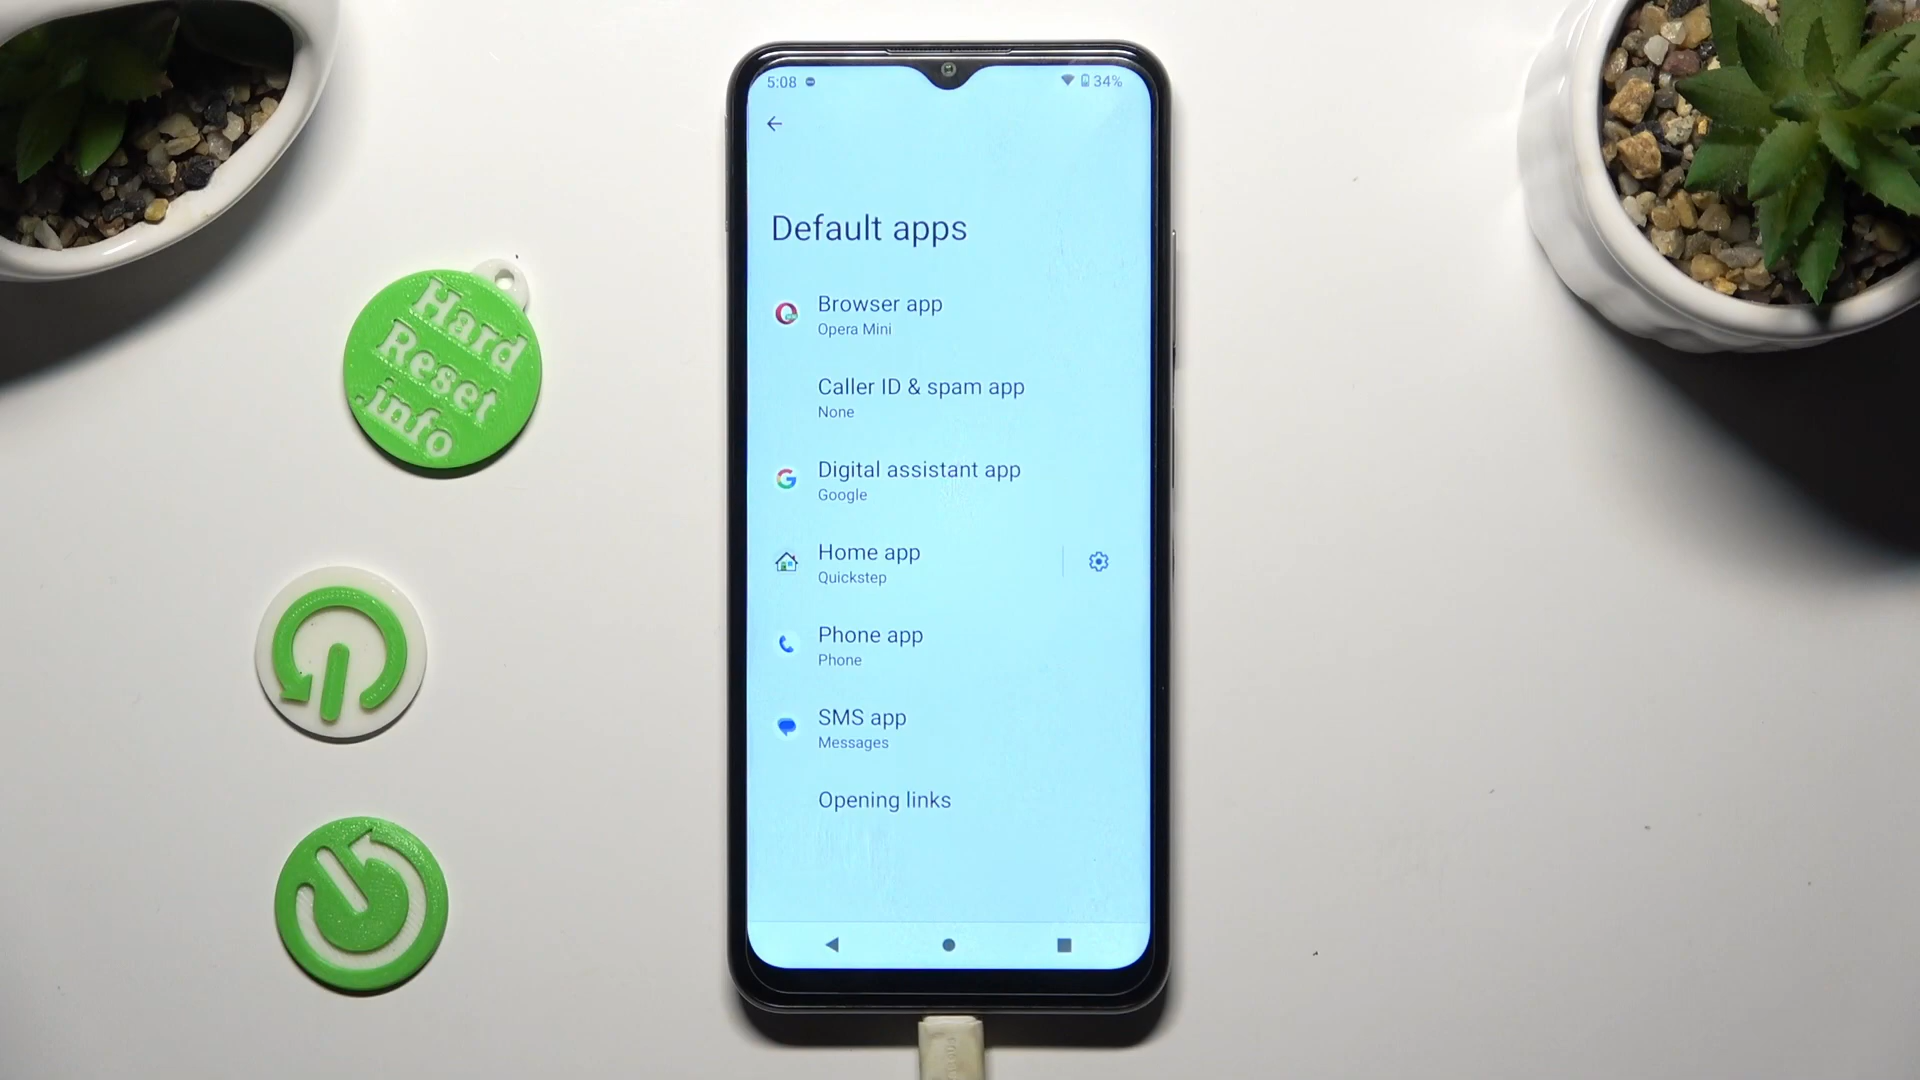 Hard
Reset
.info
5:08
34%
Default apps
Browser app
Opera Mini
Caller ID & spam app
None
Digital assistant app
Google
Home app
Quickstep
Phone app
Phone
SMS app
Messages
Opening links